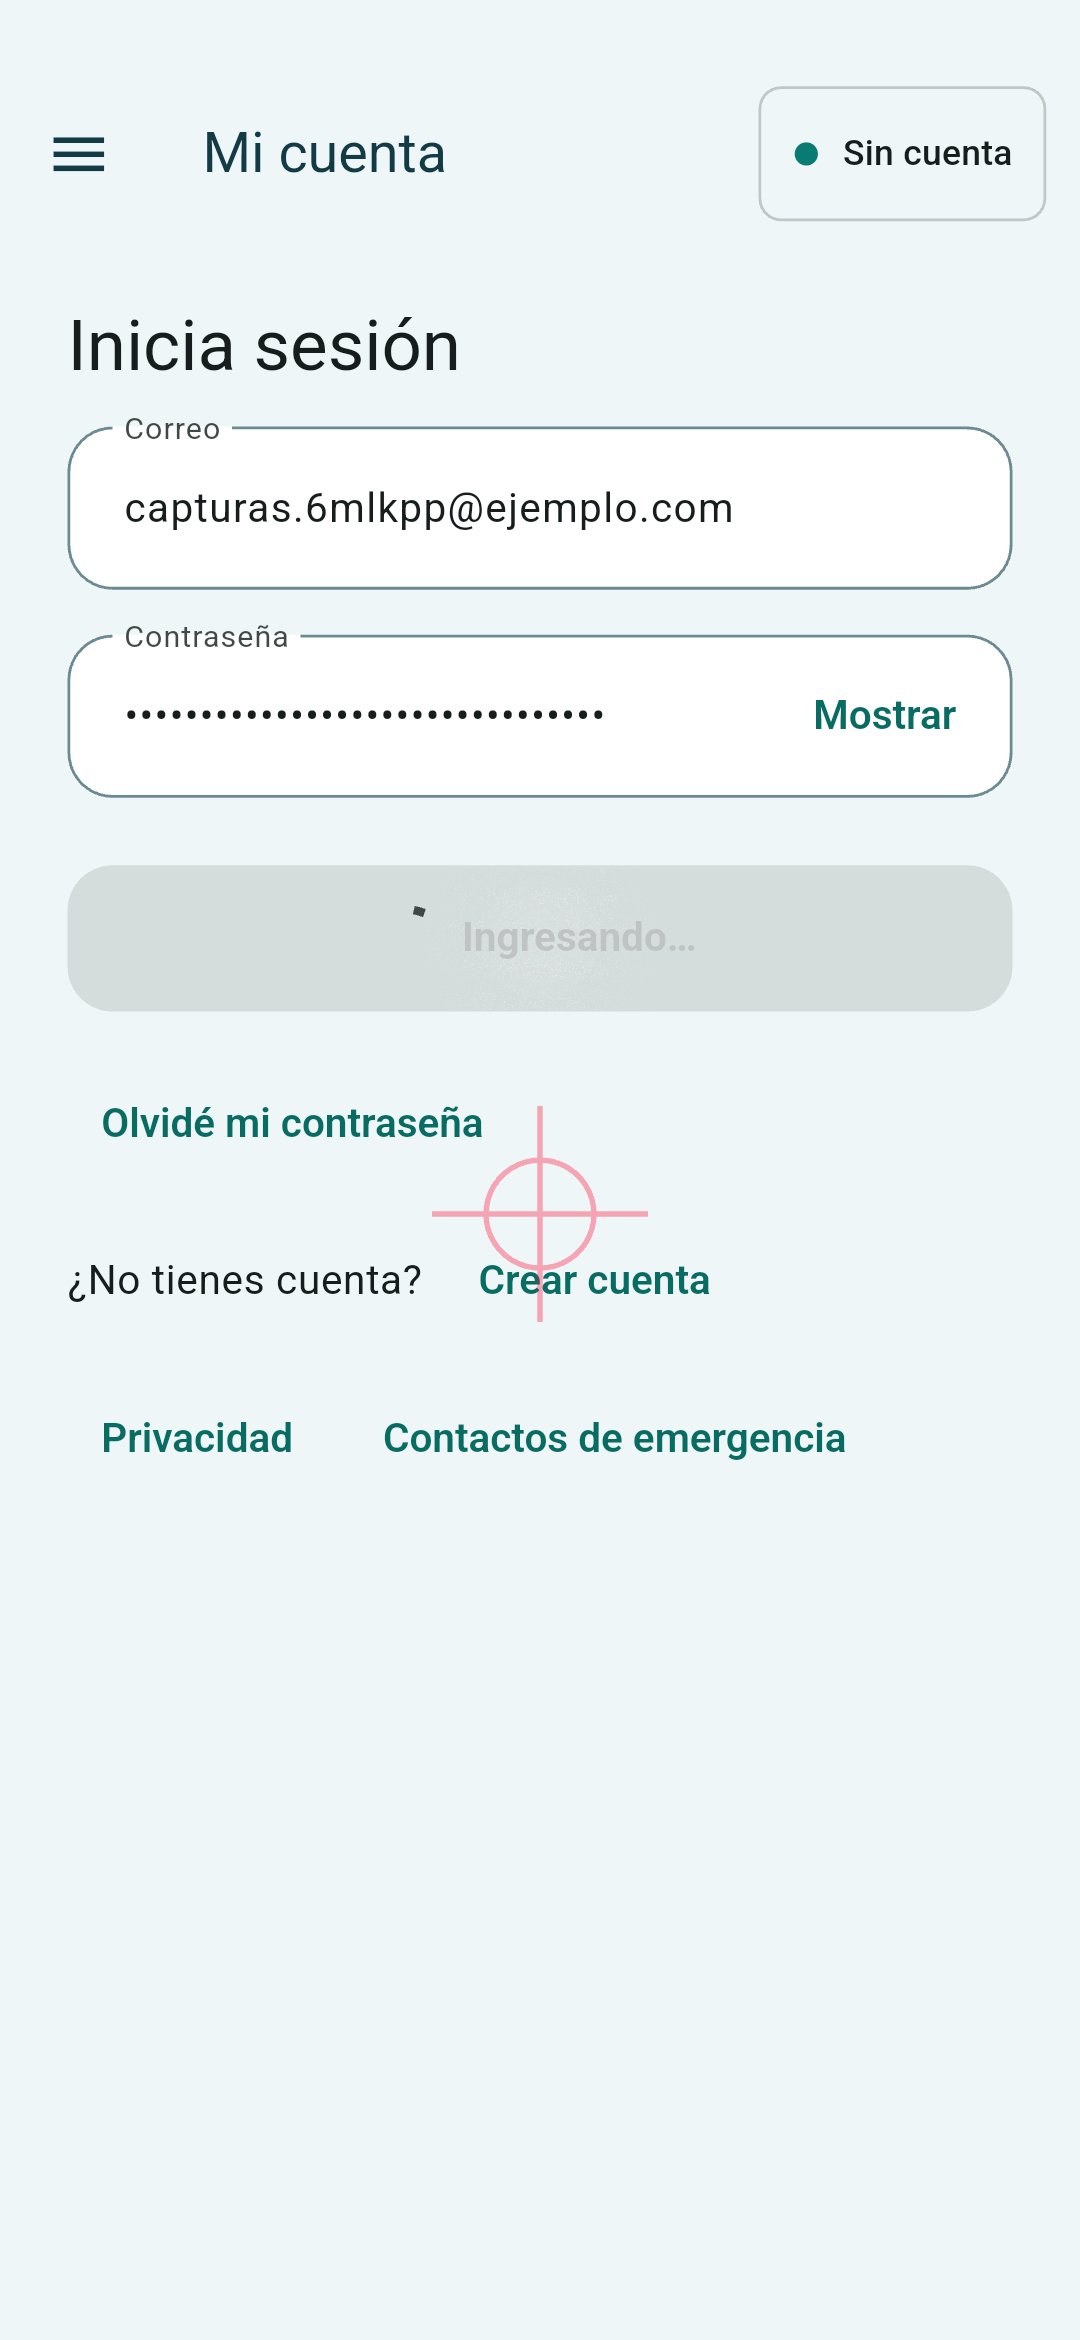 Mi cuenta
Sin cuenta
Inicia sesión
Correo
capturas.6mlkpp@ejemplo.com
Contraseña
••••••••••••••••••••••••••••••••
Mostrar
Ingresando…
Olvidé mi contraseña
¿No tienes cuenta? Crear cuenta
Privacidad Contactos de emergencia